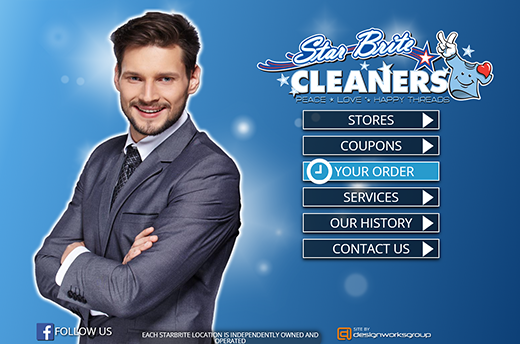 Star Brite
CLEANERS
PEACE ★ LOVE ★ HAPPY THREADS
STORES
COUPONS
YOUR ORDER
SERVICES
OUR HISTORY
CONTACT US
f FOLLOW US
EACH STARBRITE LOCATION IS INDEPENDENTLY OWNED AND
OPERATED
SITE BY
designworksgroup